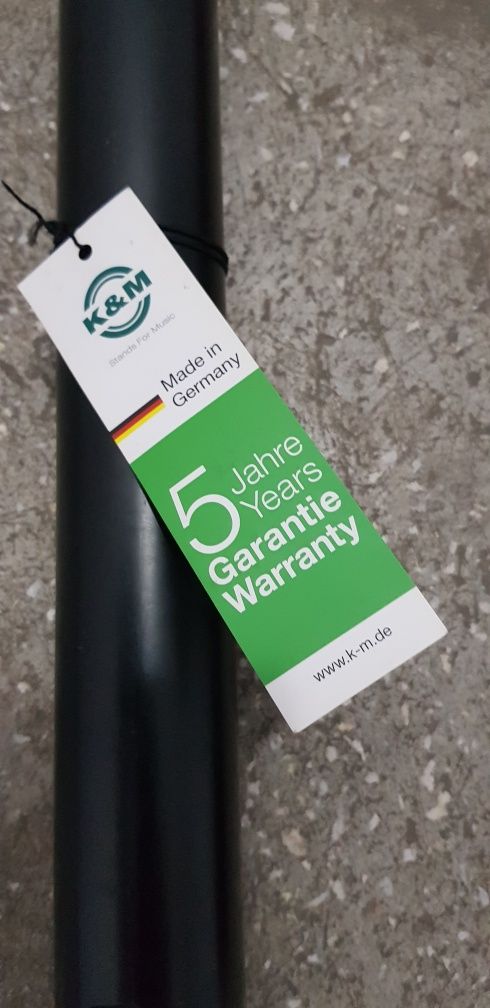 K&M
Stands For Music
Made in
Germany
5 Jahre
Years
Garantie
Warranty
www.k-m.de